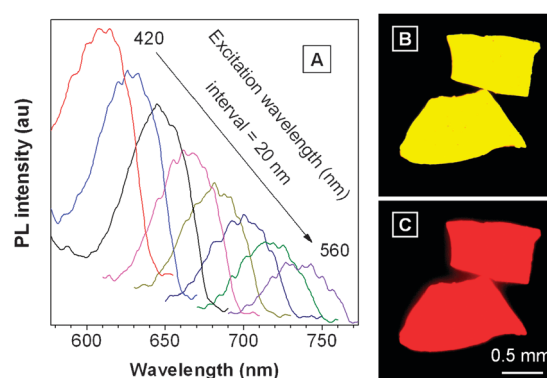 420
A
Excitation wavelength (nm)
interval = 20 nm
560
PL intensity (au)
600
650
700
750
Wavelength (nm)
B
C
0.5 mm